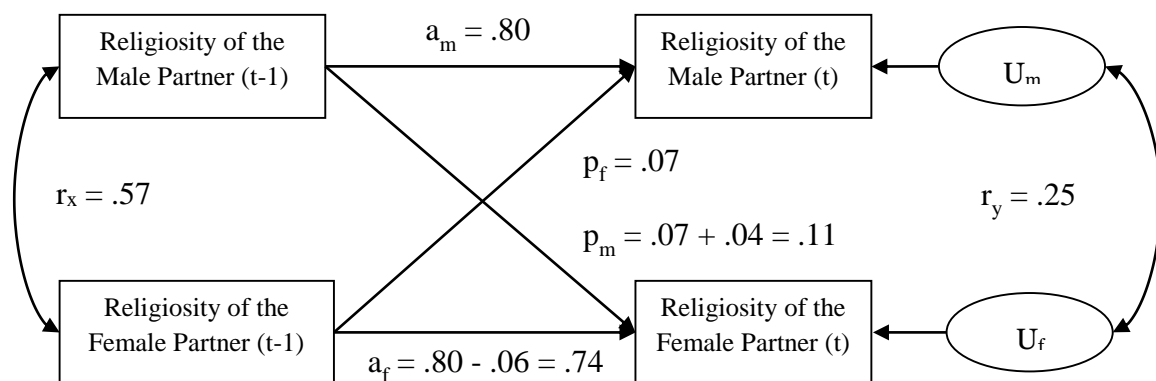 Religiosity of the
Male Partner (t-1)
a_m = .80
Religiosity of the
Male Partner (t)
U_m
r_x = .57
p_f = .07
p_m = .07 + .04 = .11
r_y = .25
Religiosity of the
Female Partner (t-1)
a_f = .80 - .06 = .74
Religiosity of the
Female Partner (t)
U_f